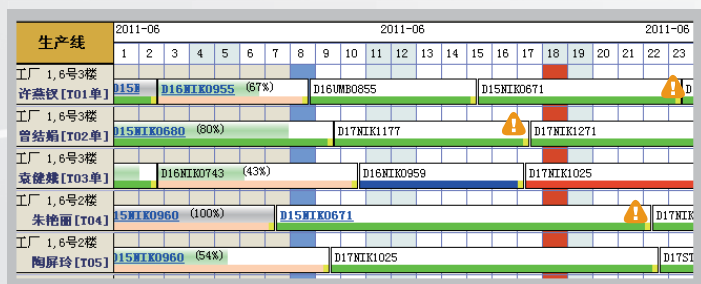 生产线
2011-06 2011-06 2011-06
1 2 3 4 5 6 7 8 9 10 11 12 13 14 15 16 17 18 19 20 21 22 23
工厂 1,6号3楼
许燕钗[T01单] D16NIK0955 (67%) D16UMB0855 D15NIK0671 D
工厂 1,6号3楼
曾结娟[T02单] D15NIK0680 (80%) D17NIK1177 D17NIK1271
工厂 1,6号3楼
袁健娥[T03单] D16NIK0743 (43%) D16NIK0959 D17NIK1025
工厂 1,6号2楼
朱艳丽[T04] 15NIK0960 (100%) D15NIK0671 D17NIK
工厂 1,6号2楼
陶屏玲[T05] 15NIK0960 (54%) D17NIK1025 D17ST